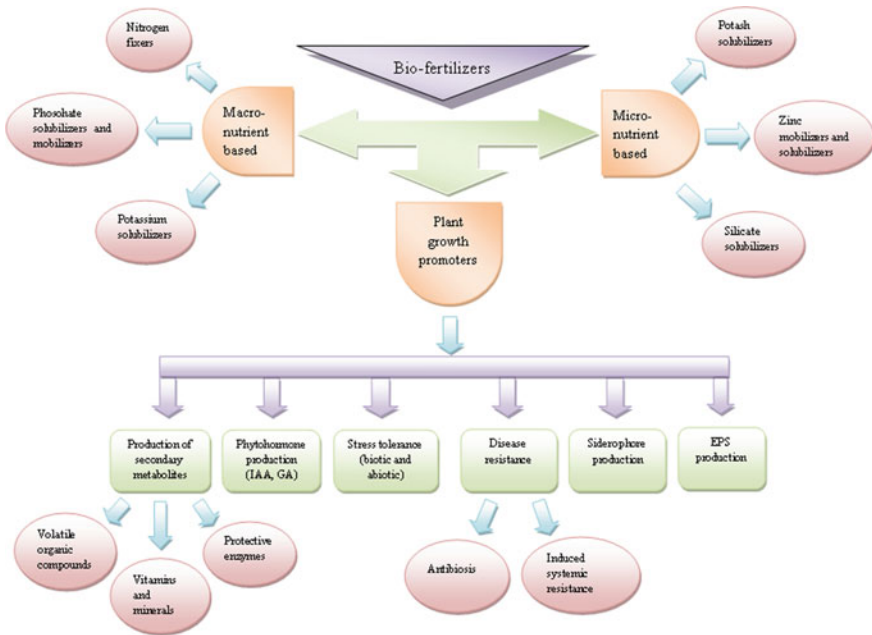 Nitrogen
fixers
Bio-fertilizers
Potash
solubilizers
Macro-
nutrient
based
Micro-
nutrient
based
Phosohate
solubilizers and
mobilizers
Zinc
mobilizers and
solubilizers
Potassium
solubilizers
Plant
growth
promoters
Silicate
solubilizers
Production of
secondary
metabolites
Phytohormone
production
(IAA, GA)
Stress tolerance
(biotic and
abiotic)
Disease
resistance
Siderophore
production
EPS
production
Volatile
organic
compounds
Vitamins
and
minerals
Protective
enzymes
Antibiosis
Induced
systemic
resistance